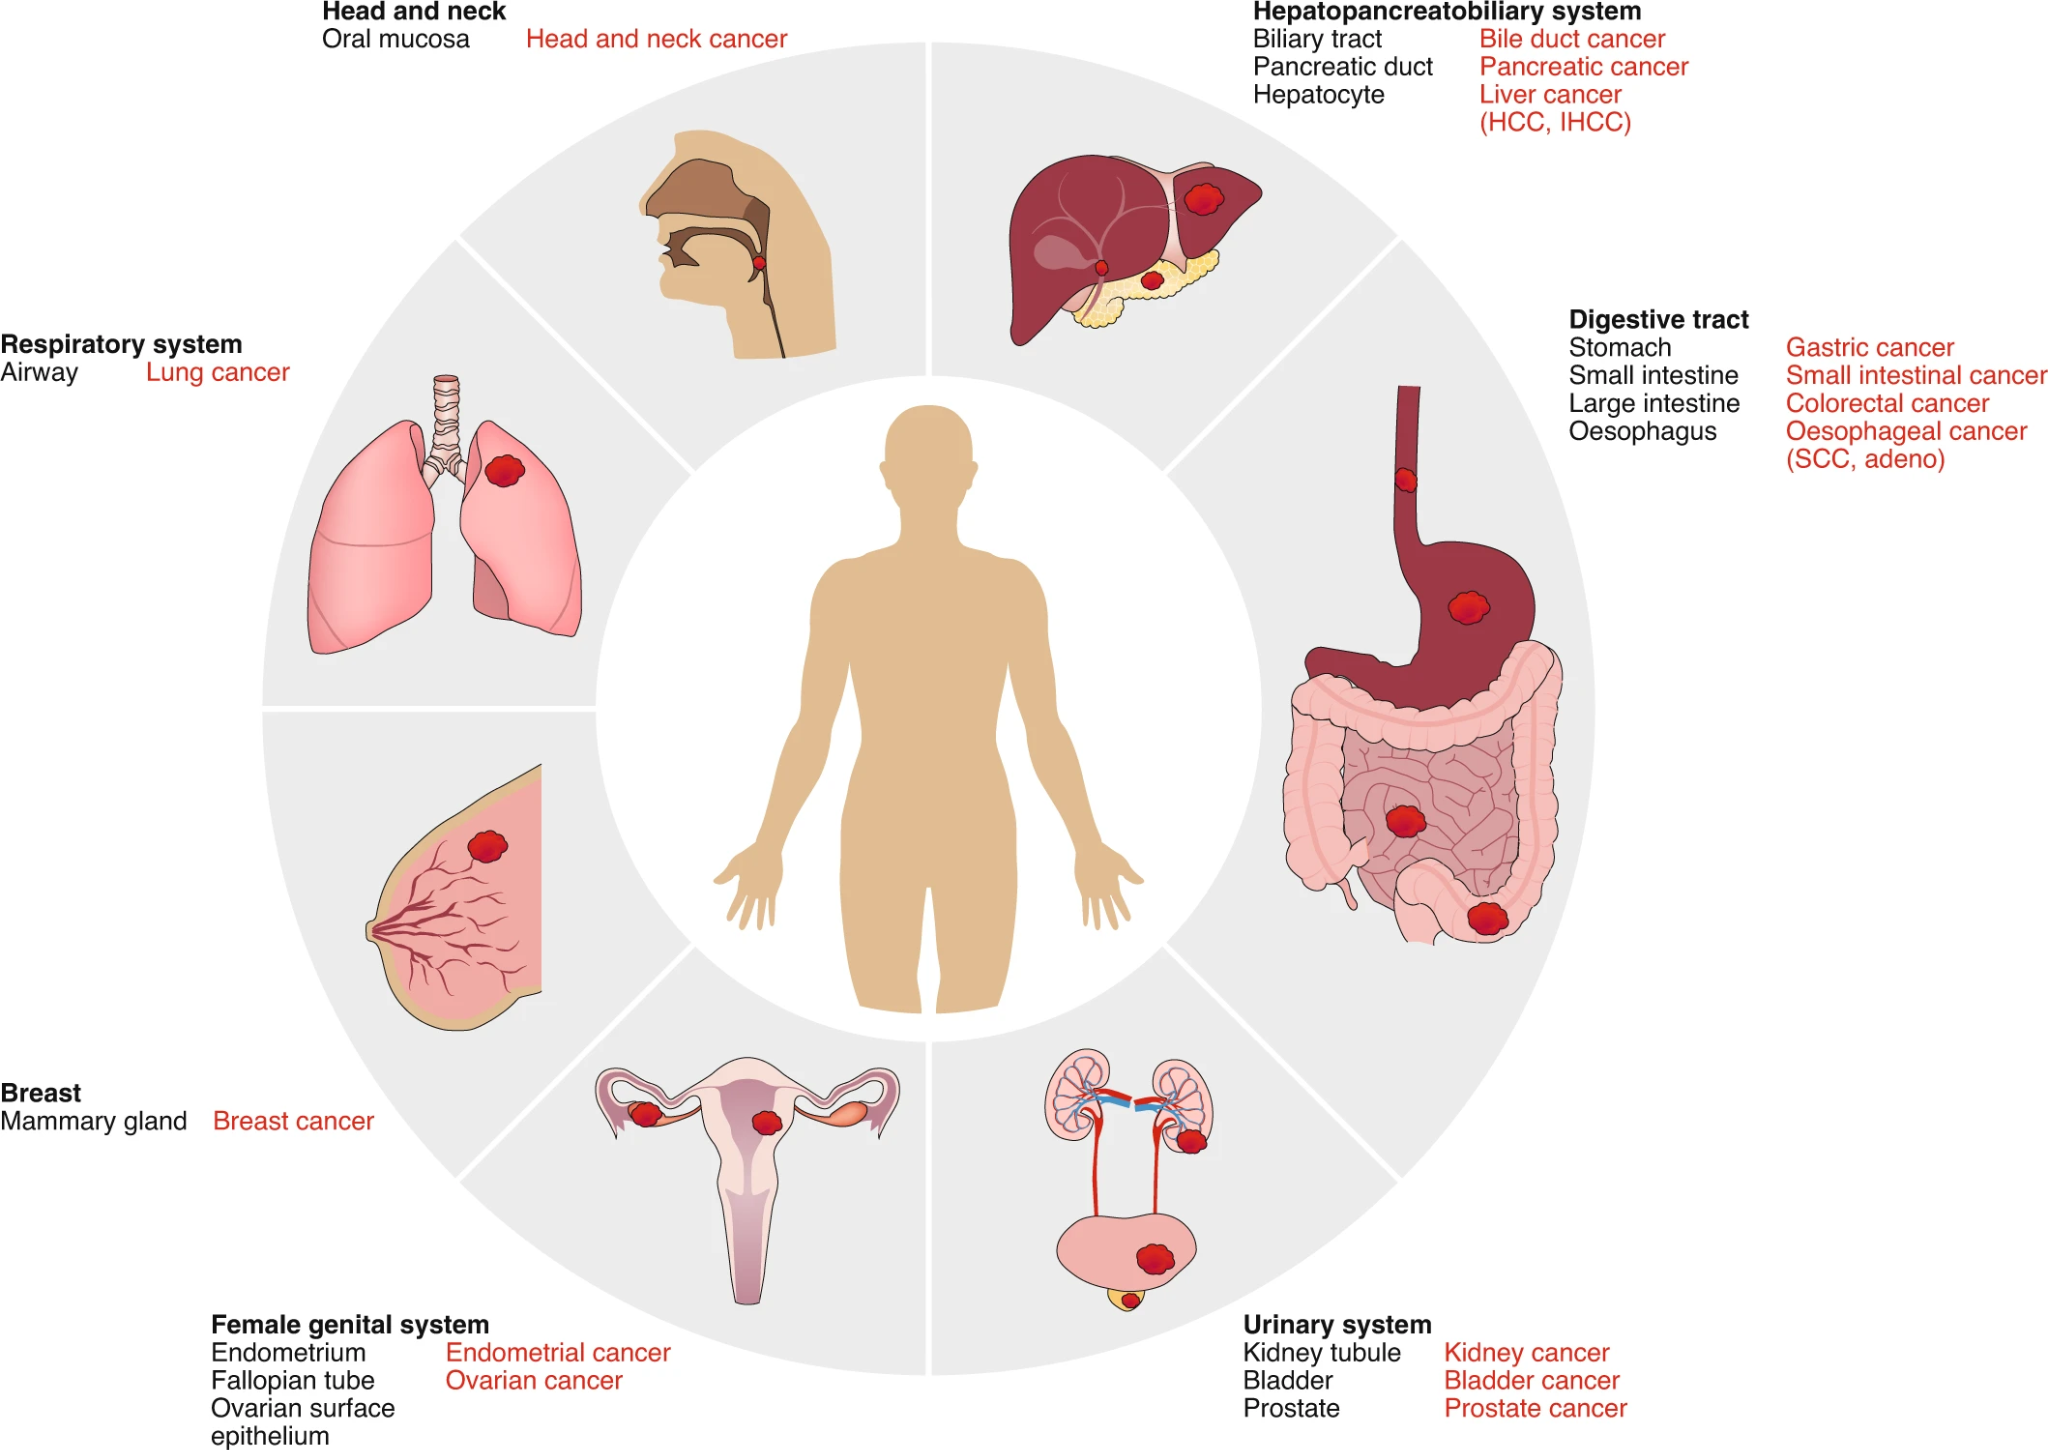 Head and neck
Oral mucosa Head and neck cancer
Hepatopancreatobiliary system
Biliary tract Bile duct cancer
Pancreatic duct Pancreatic cancer
Hepatocyte Liver cancer
(HCC, IHCC)
Digestive tract
Stomach Gastric cancer
Small intestine Small intestinal cancer
Large intestine Colorectal cancer
Oesophagus Oesophageal cancer
(SCC, adeno)
Respiratory system
Airway Lung cancer
Breast
Mammary gland Breast cancer
Female genital system
Endometrium Endometrial cancer
Fallopian tube Ovarian cancer
Ovarian surface
epithelium
Urinary system
Kidney tubule Kidney cancer
Bladder Bladder cancer
Prostate Prostate cancer